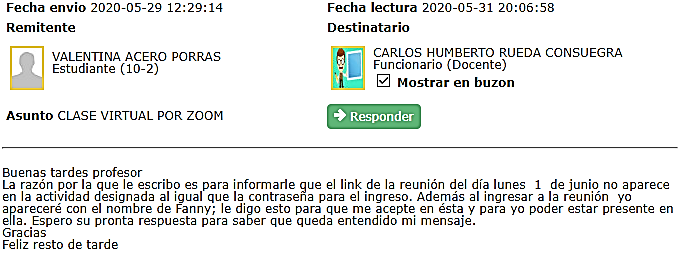 Fecha envio 2020-05-29 12:29:14
Fecha lectura 2020-05-31 20:06:58
Remitente
Destinatario
VALENTINA ACERO PORRAS
Estudiante (10-2)
CARLOS HUMBERTO RUEDA CONSUEGRA
Funcionario (Docente)
Mostrar en buzon
Asunto CLASE VIRTUAL POR ZOOM
Responder
Buenas tardes profesor
La razón por la que le escribo es para informarle que el link de la reunión del día lunes 1 de junio no aparece
en la actividad designada al igual que la contraseña para el ingreso. Además al ingresar a la reunión yo
apareceré con el nombre de Fanny; le digo esto para que me acepte en ésta y para yo poder estar presente en
ella. Espero su pronta respuesta para saber que queda entendido mi mensaje.
Gracias
Feliz resto de tarde